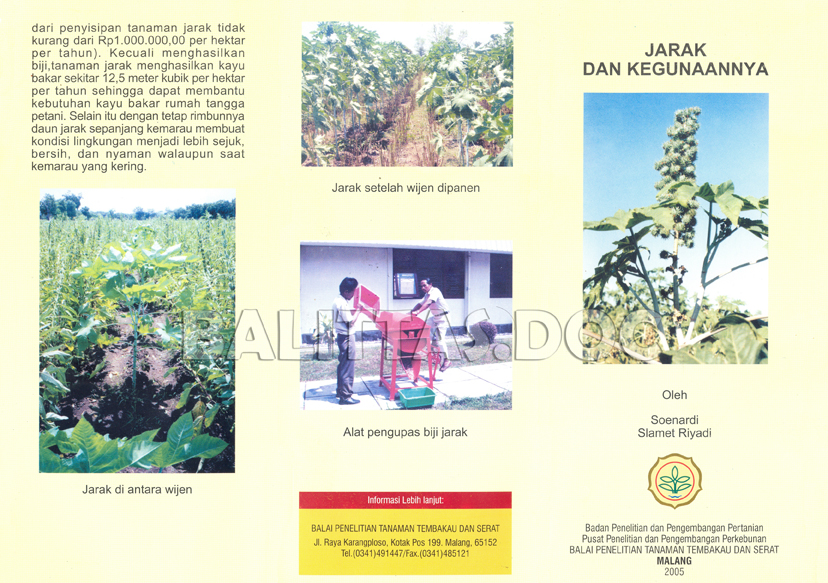 dari penyisipan tanaman jarak tidak
kurang dari Rp1.000.000,00 per hektar
per tahun). Kecuali menghasilkan
biji,tanaman jarak menghasilkan kayu
bakar sekitar 12,5 meter kubik per hektar
per tahun sehingga dapat membantu
kebutuhan kayu bakar rumah tangga
petani. Selain itu dengan tetap rimbunnya
daun jarak sepanjang kemarau membuat
kondisi lingkungan menjadi lebih sejuk,
bersih, dan nyaman walaupun saat
kemarau yang kering.
Jarak di antara wijen
Jarak setelah wijen dipanen
Alat pengupas biji jarak
Informasi Lebih lanjut:
BALAI PENELITIAN TANAMAN TEMBAKAU DAN SERAT
Jl. Raya Karangploso, Kotak Pos 199. Malang, 65152
Tel.(0341)491447/Fax.(0341)485121
JARAK
DAN KEGUNAANNYA
Oleh
Soenardi
Slamet Riyadi
Badan Penelitian dan Pengembangan Pertanian
Pusat Penelitian dan Pengembangan Perkebunan
BALAI PENELITIAN TANAMAN TEMBAKAU DAN SERAT
MALANG
2005
BALITTAS.DOC